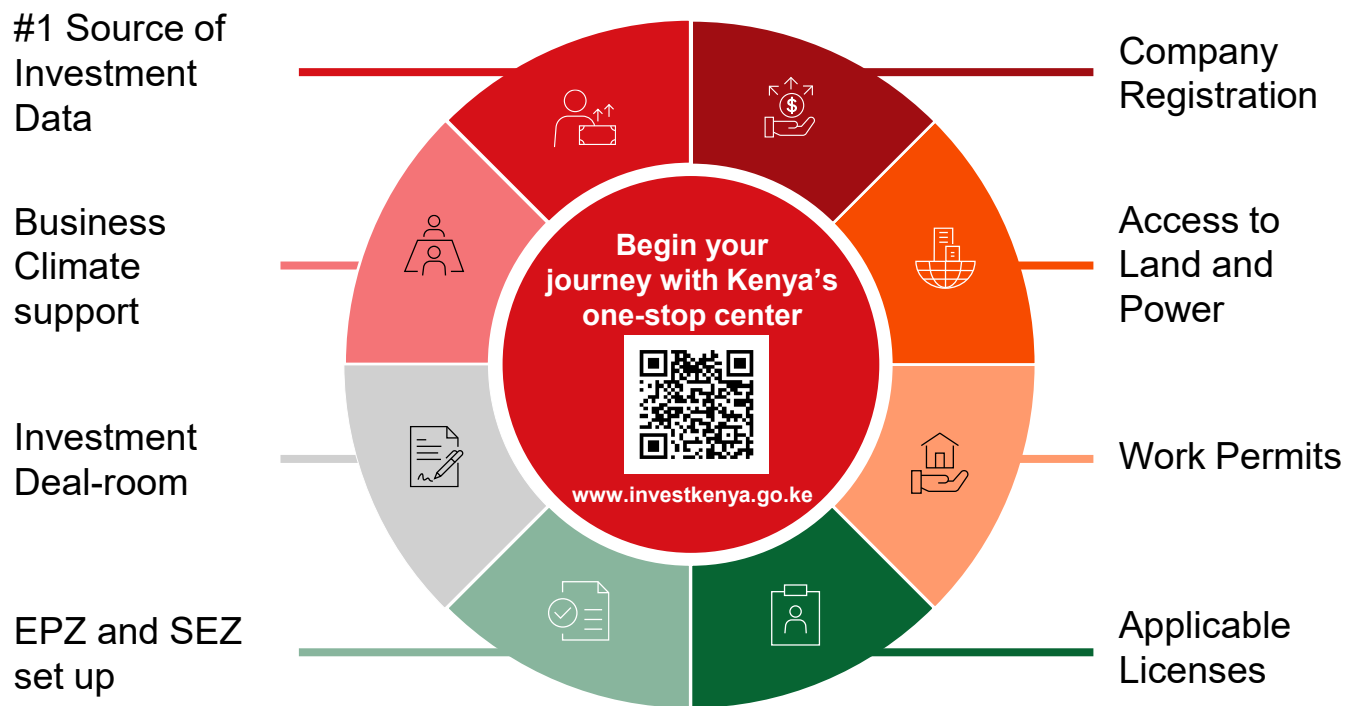 #1 Source of
Investment
Data
Business
Climate
support
Investment
Deal-room
EPZ and SEZ
set up
Begin your
journey with Kenya’s
one-stop center
www.investkenya.go.ke
$
Company
Registration
Access to
Land and
Power
Work Permits
Applicable
Licenses